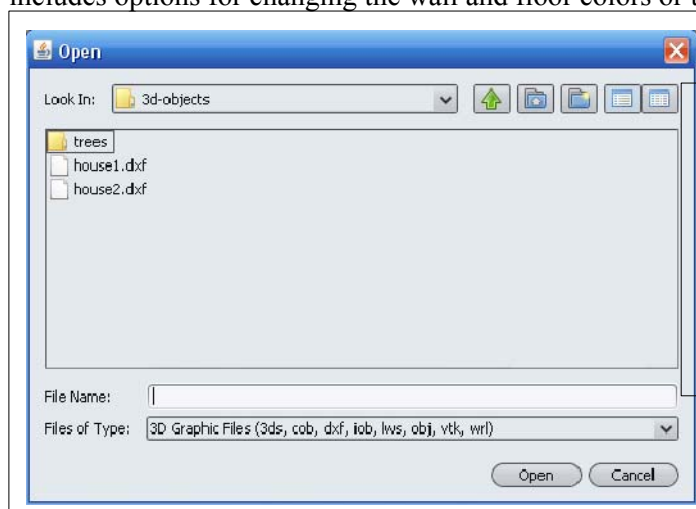 includes options for changing the wall and floor colors of t
Open
Look In: 3d-objects
trees
house1.dxf
house2.dxf
File Name:
Files of Type: 3D Graphic Files (3ds, cob, dxf, iob, lws, obj, vtk, wrl)
Open Cancel